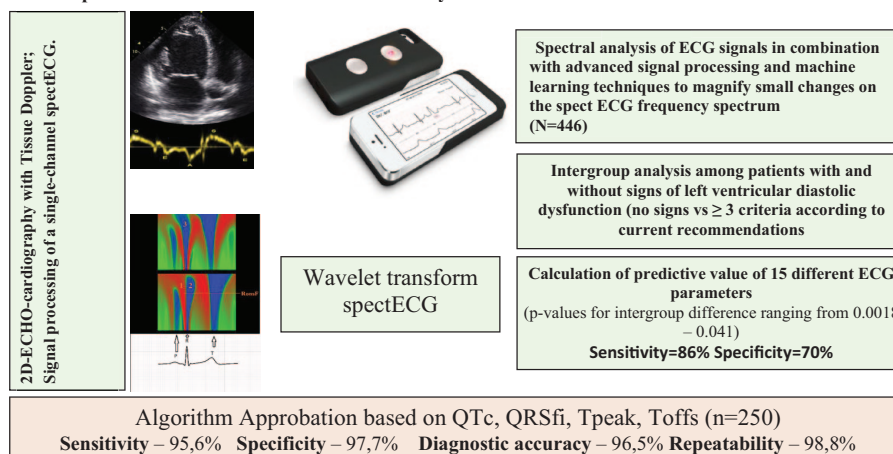 2D-ECHO-cardiography with Tissue Doppler;
Signal processing of a single-channel spectECG.
Spectral analysis of ECG signals in combination
with advanced signal processing and machine
learning techniques to magnify small changes on
the spect ECG frequency spectrum
(N=446)
Intergroup analysis among patients with and
without signs of left ventricular diastolic
dysfunction (no signs vs ≥ 3 criteria according to
current recommendations
Wavelet transform
spectECG
Calculation of predictive value of 15 different ECG
parameters
(p-values for intergroup difference ranging from 0.0018
– 0.041)
Sensitivity=86% Specificity=70%
P
R
T
Algorithm Approbation based on QTc, QRSfi, Tpeak, Toffs (n=250)
Sensitivity – 95,6% Specificity – 97,7% Diagnostic accuracy – 96,5% Repeatability – 98,8%